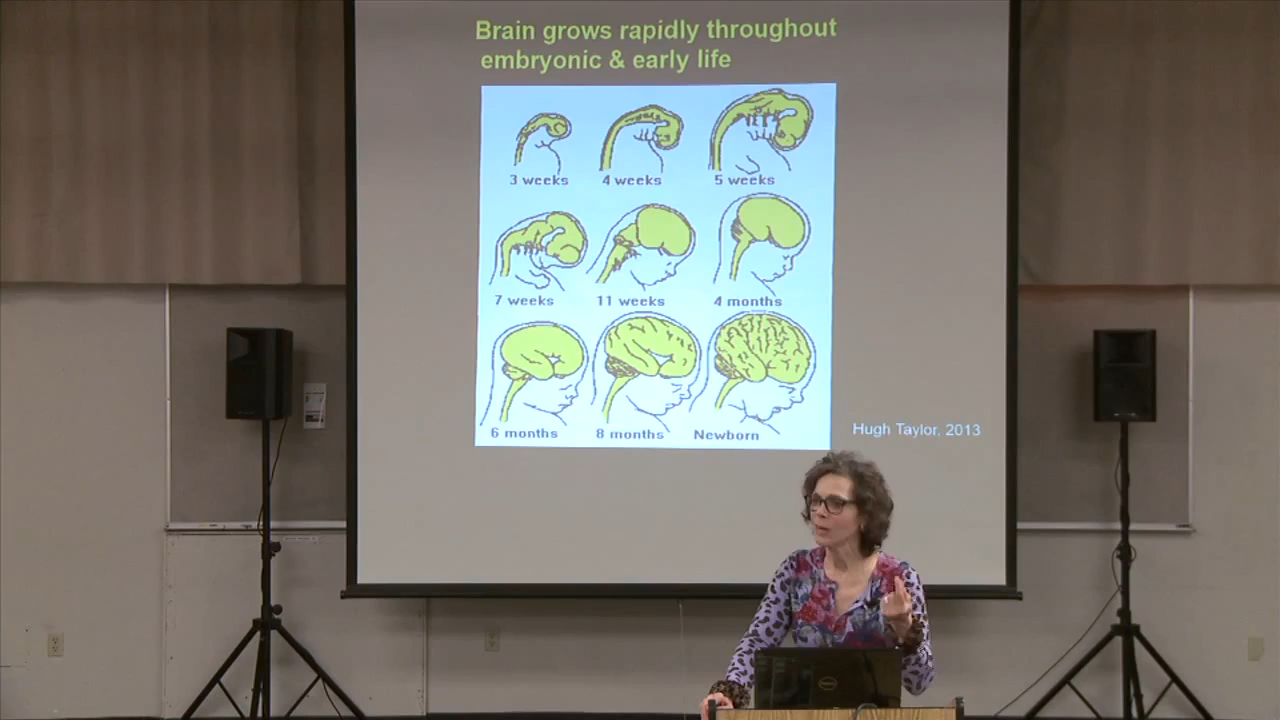 Brain grows rapidly throughout
embryonic & early life
3 weeks
4 weeks
5 weeks
7 weeks
11 weeks
4 months
6 months
8 months
Newborn
Hugh Taylor, 2013
DELL